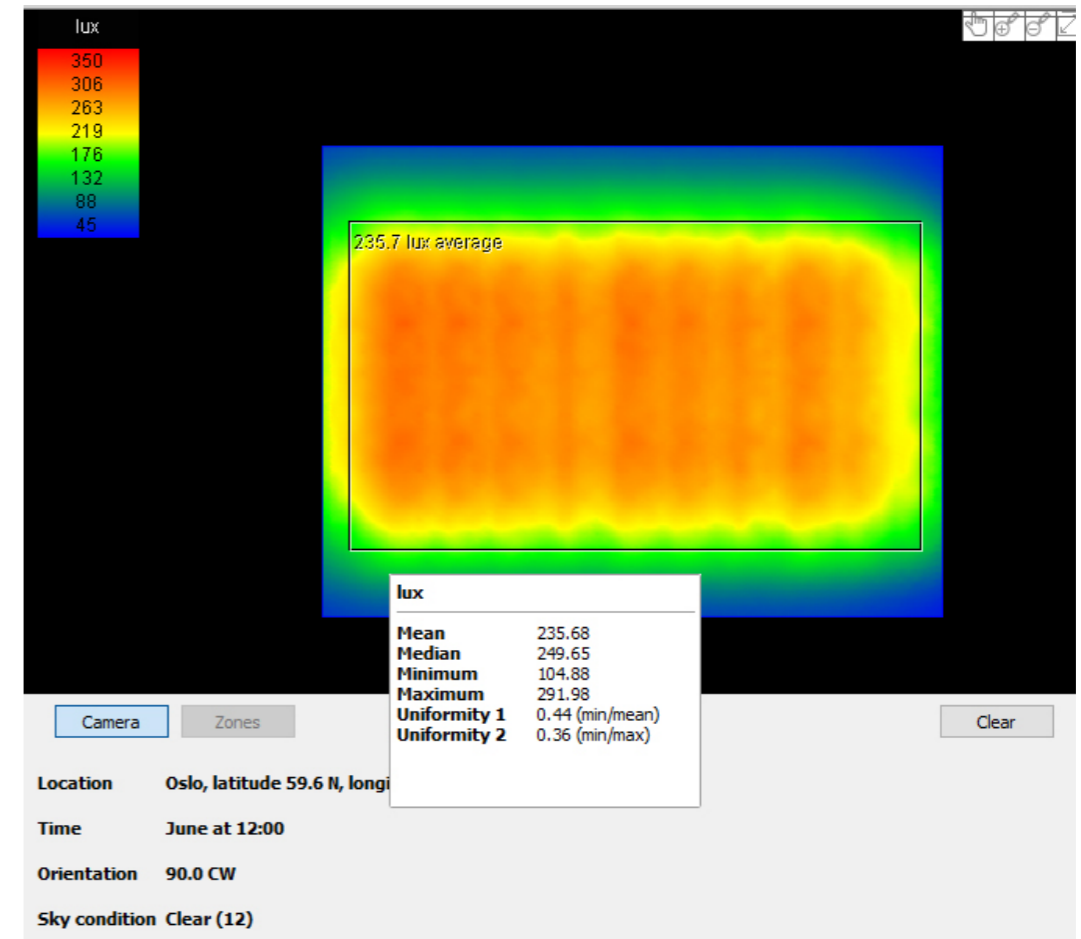 lux
350
306
263
219
176
132
88
45
235.7 lux average
lux
Mean 235.68
Median 249.65
Minimum 104.88
Maximum 291.98
Uniformity 1 0.44 (min/mean)
Uniformity 2 0.36 (min/max)
Camera Zones Clear
Location Oslo, latitude 59.6 N, longi
Time June at 12:00
Orientation 90.0 CW
Sky condition Clear (12)